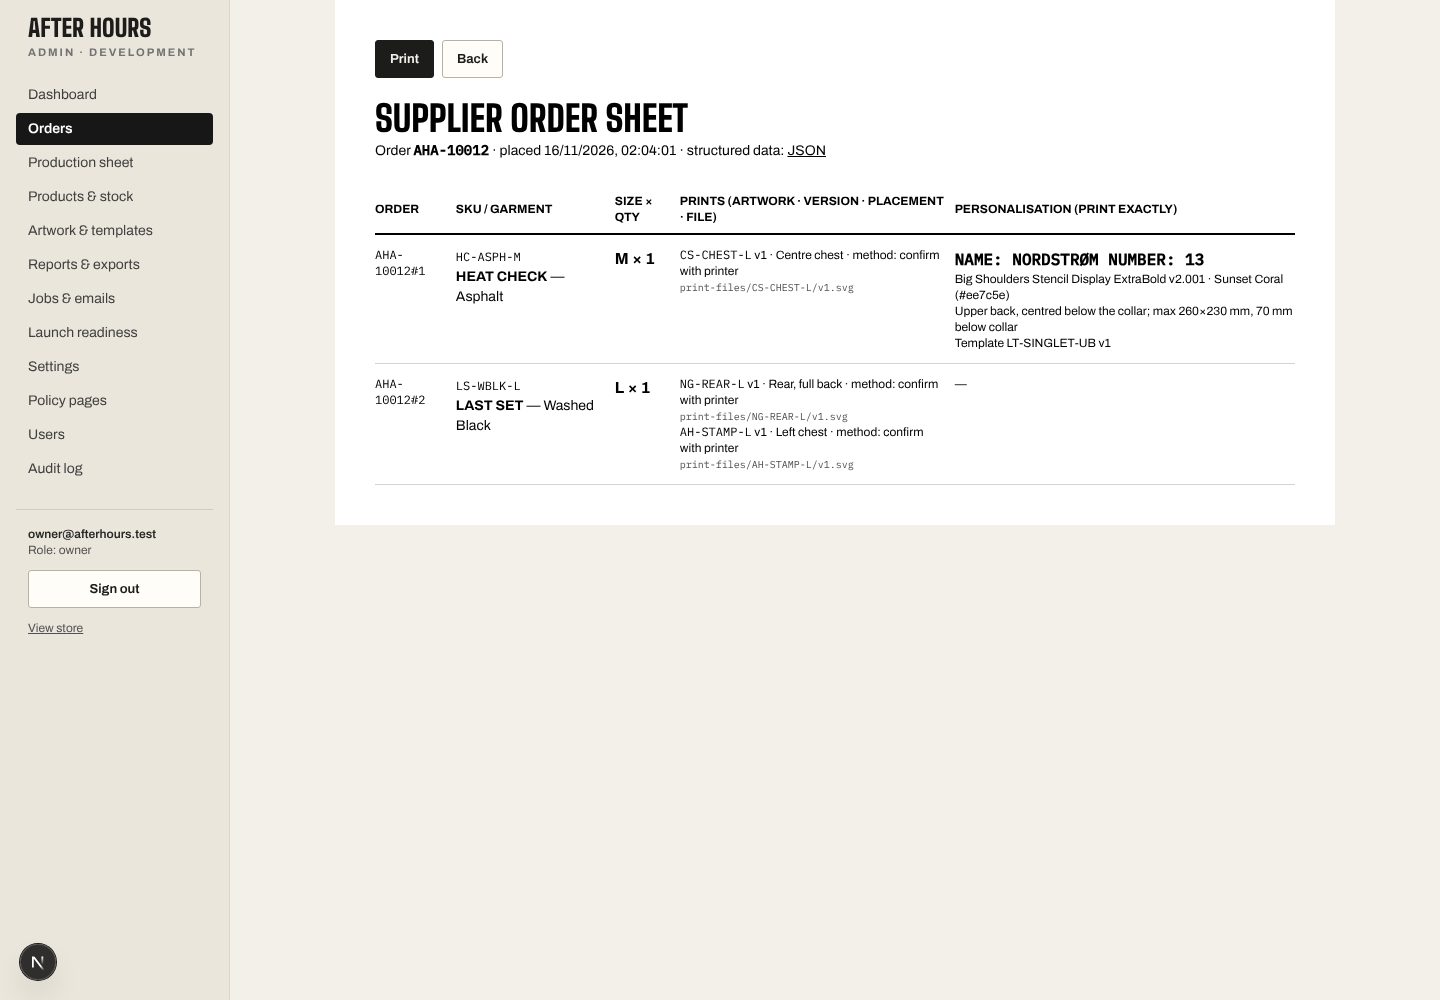 AFTER HOURS
ADMIN · DEVELOPMENT
Dashboard
Orders
Production sheet
Products & stock
Artwork & templates
Reports & exports
Jobs & emails
Launch readiness
Settings
Policy pages
Users
Audit log
owner@afterhours.test
Role: owner
Sign out
View store
Print
Back
SUPPLIER ORDER SHEET
Order AHA-10012 · placed 16/11/2026, 02:04:01 · structured data: JSON
ORDER
SKU / GARMENT
SIZE ×
QTY
PRINTS (ARTWORK · VERSION · PLACEMENT
· FILE)
PERSONALISATION (PRINT EXACTLY)
AHA-
10012#1
HC-ASPH-M
HEAT CHECK —
Asphalt
M × 1
CS-CHEST-L v1 · Centre chest · method: confirm
with printer
print-files/CS-CHEST-L/v1.svg
NAME: NORDSTRØM NUMBER: 13
Big Shoulders Stencil Display ExtraBold v2.001 · Sunset Coral
(#ee7c5e)
Upper back, centred below the collar; max 260×230 mm, 70 mm
below collar
Template LT-SINGLET-UB v1
AHA-
10012#2
LS-WBLK-L
LAST SET — Washed
Black
L × 1
NG-REAR-L v1 · Rear, full back · method: confirm
with printer
print-files/NG-REAR-L/v1.svg
AH-STAMP-L v1 · Left chest · method: confirm
with printer
print-files/AH-STAMP-L/v1.svg
—
N